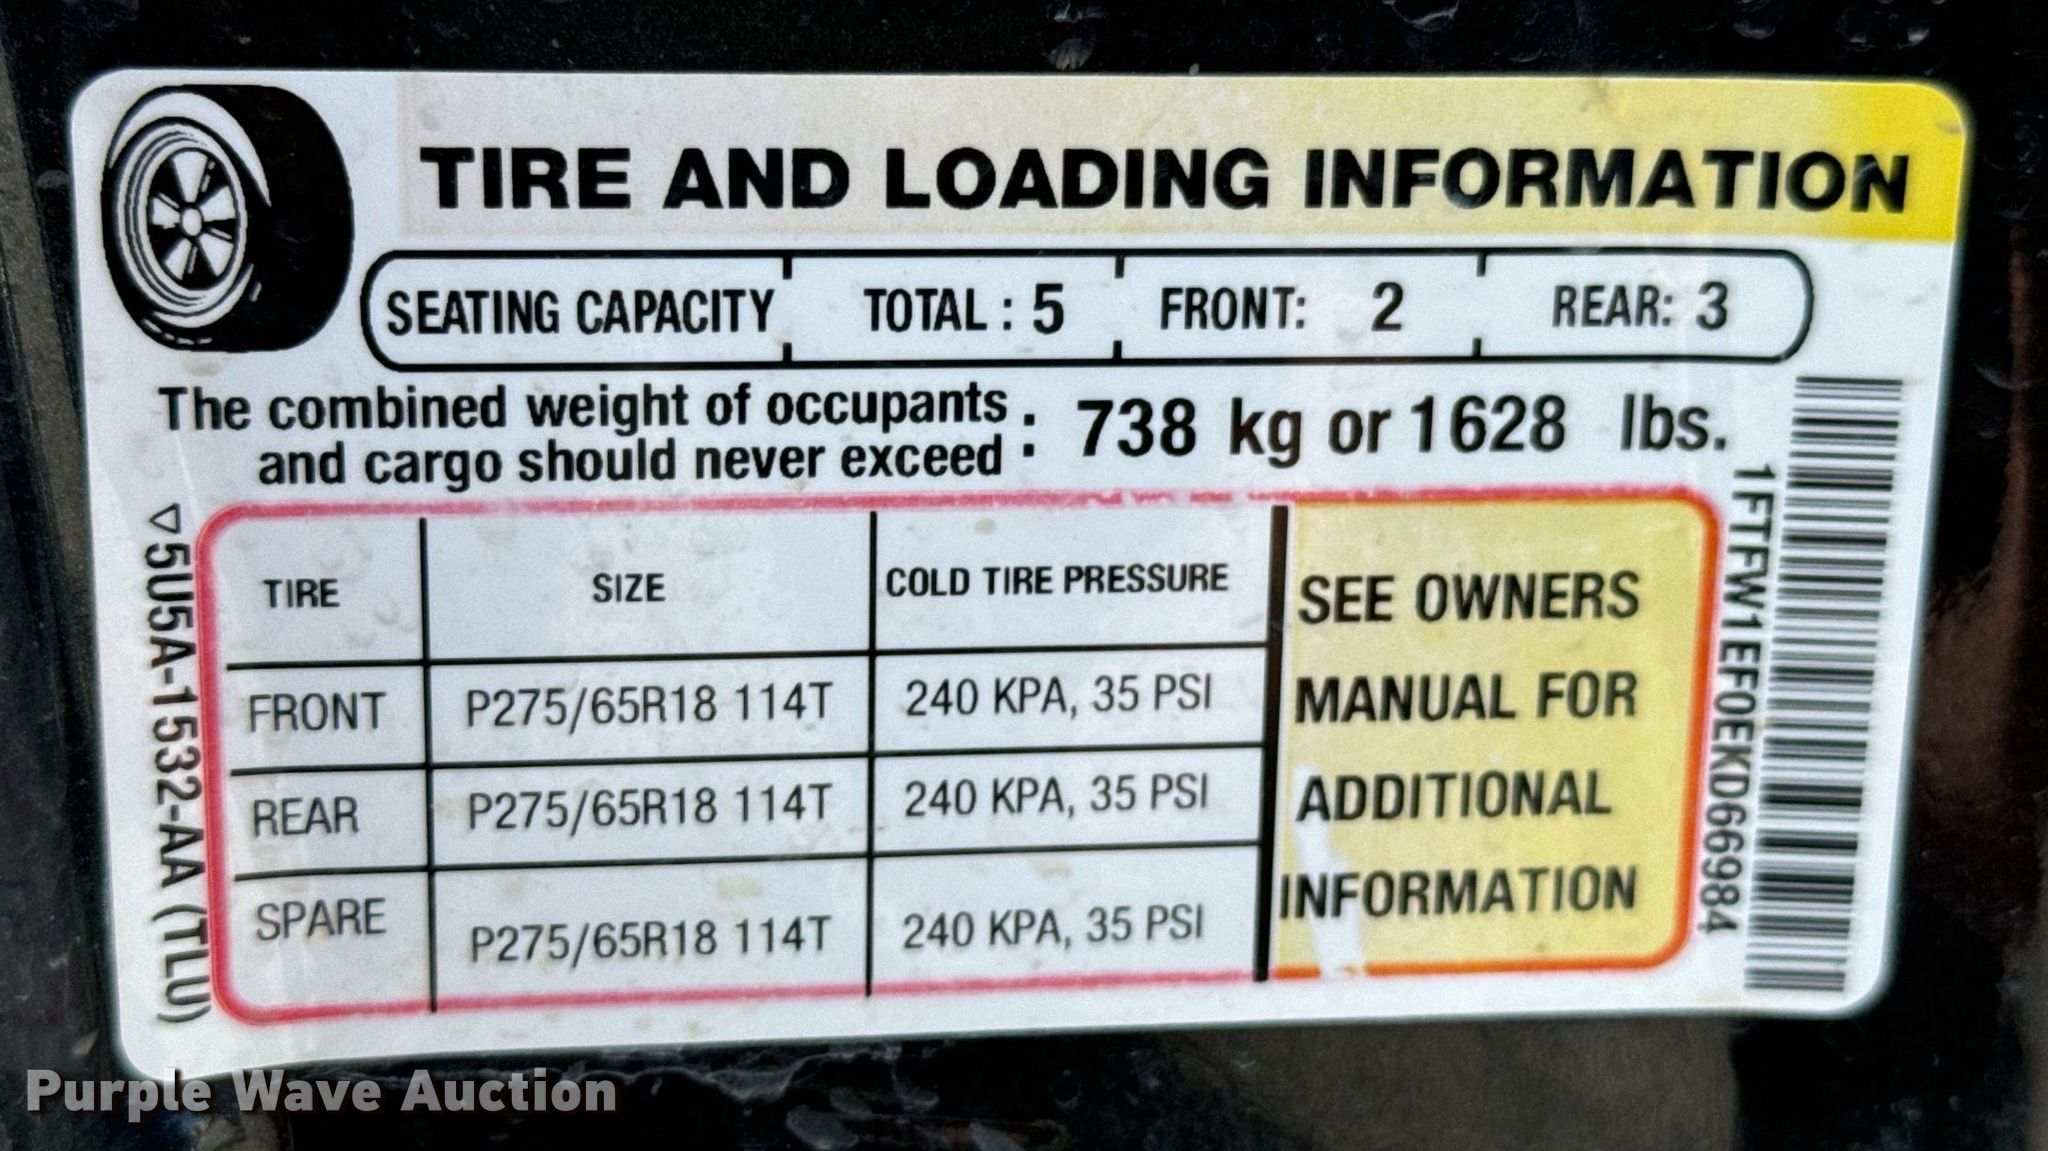 TIRE AND LOADING INFORMATION
SEATING CAPACITY TOTAL : 5 FRONT: 2 REAR: 3
The combined weight of occupants
and cargo should never exceed : 738 kg or 1628 lbs.
TIRE SIZE COLD TIRE PRESSURE
FRONT P275/65R18 114T 240 KPA, 35 PSI
REAR P275/65R18 114T 240 KPA, 35 PSI
SPARE P275/65R18 114T 240 KPA, 35 PSI
SEE OWNERS
MANUAL FOR
ADDITIONAL
INFORMATION
▽5U5A-1532-AA (TLU)
1FTFW1EF0EKD66984
Purple Wave Auction